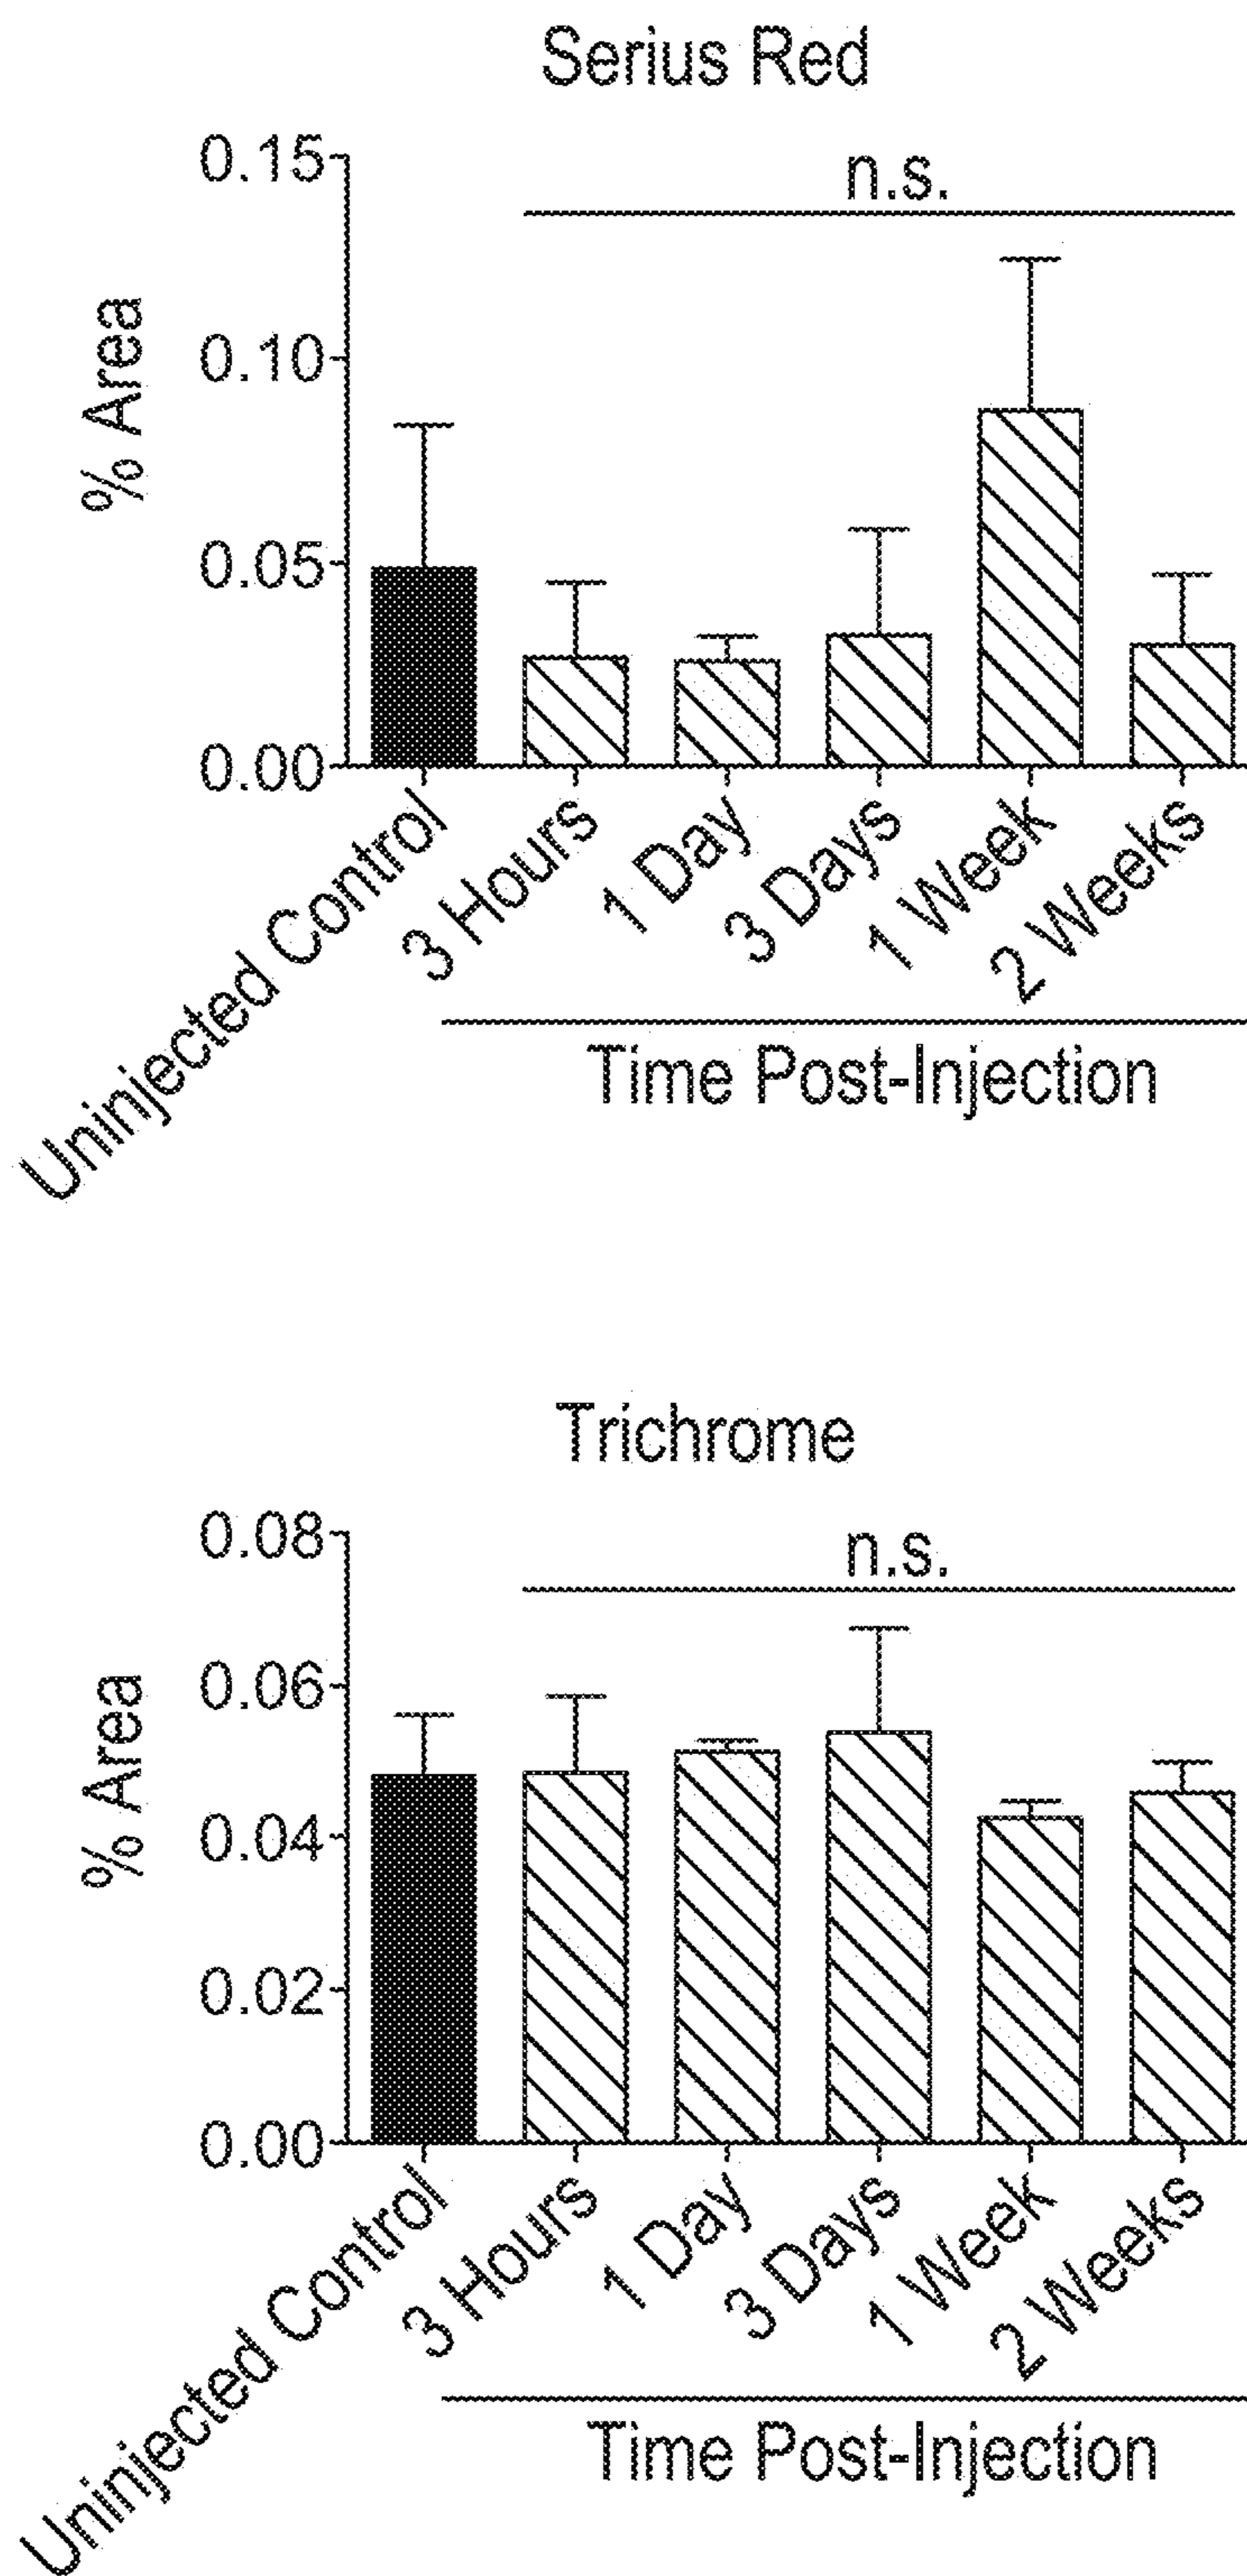 Serius Red
n.s.
% Area
0.15
0.10
0.05
0.00
Uninjected Control
3 Hours
1 Day
3 Days
1 Week
2 Weeks
Time Post-Injection
Trichrome
n.s.
% Area
0.08
0.06
0.04
0.02
0.00
Uninjected Control
3 Hours
1 Day
3 Days
1 Week
2 Weeks
Time Post-Injection